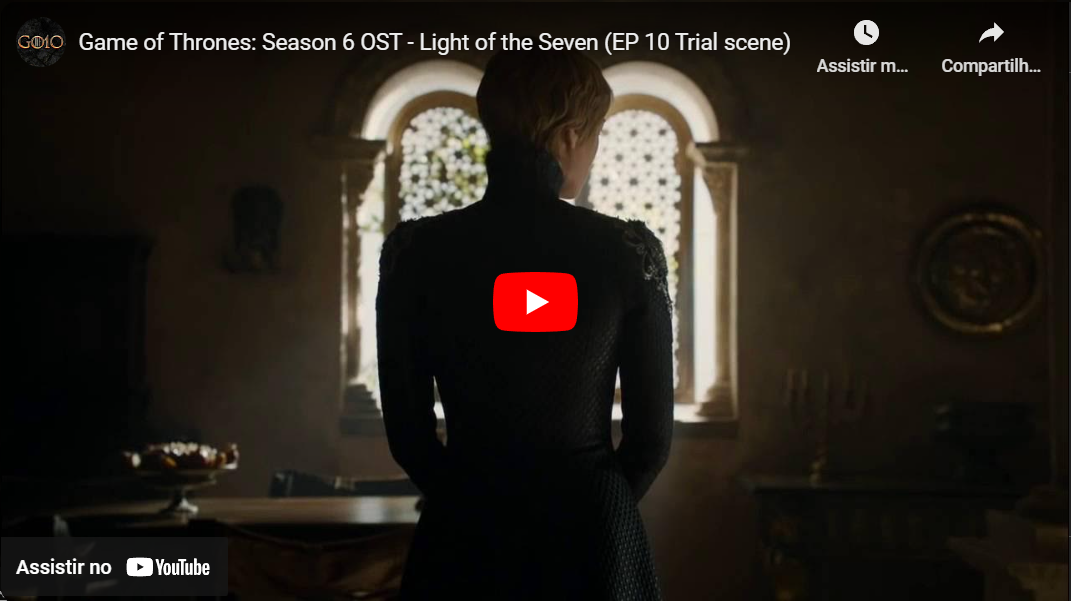 GO10
Game of Thrones: Season 6 OST - Light of the Seven (EP 10 Trial scene)
Assistir m...
Compartilh...
Assistir no YouTube